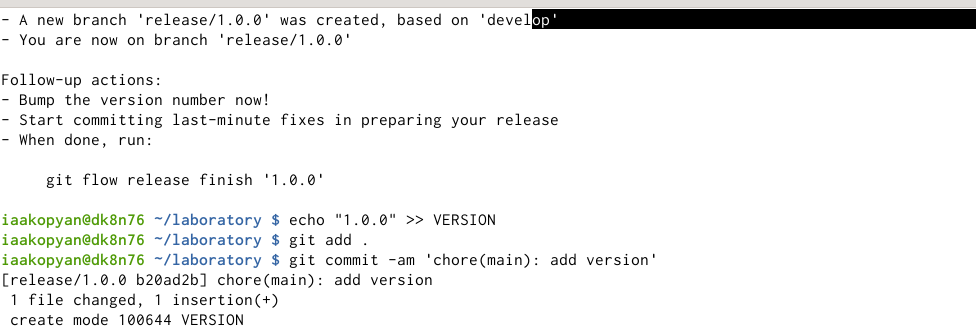 - A new branch 'release/1.0.0' was created, based on 'develop'
- You are now on branch 'release/1.0.0'
Follow-up actions:
- Bump the version number now!
- Start committing last-minute fixes in preparing your release
- When done, run:
git flow release finish '1.0.0'
iaakopyan@dk8n76 ~/laboratory $ echo "1.0.0" >> VERSION
iaakopyan@dk8n76 ~/laboratory $ git add .
iaakopyan@dk8n76 ~/laboratory $ git commit -am 'chore(main): add version'
[release/1.0.0 b20ad2b] chore(main): add version
1 file changed, 1 insertion(+)
create mode 100644 VERSION